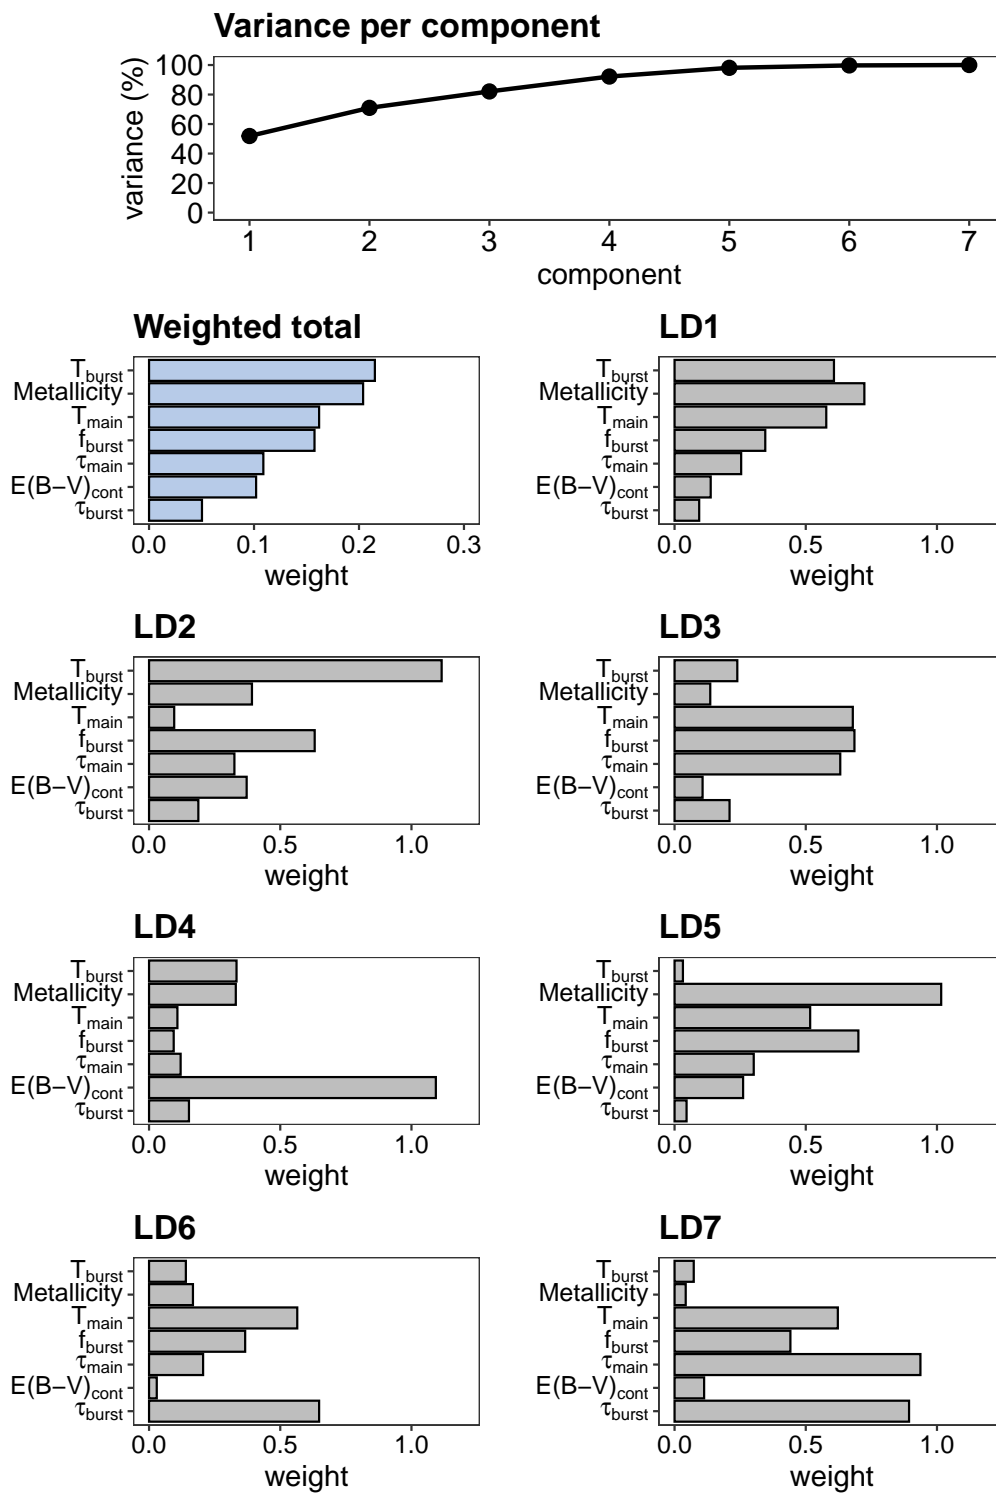 Variance per component
variance (%)
100
80
60
40
20
0
1 2 3 4 5 6 7
component
Weighted total
T_burst
Metallicity
T_main
f_burst
τ_main
E(B−V)_cont
τ_burst
0.0 0.1 0.2 0.3
weight
LD1
T_burst
Metallicity
T_main
f_burst
τ_main
E(B−V)_cont
τ_burst
0.0 0.5 1.0
weight
LD2
T_burst
Metallicity
T_main
f_burst
τ_main
E(B−V)_cont
τ_burst
0.0 0.5 1.0
weight
LD3
T_burst
Metallicity
T_main
f_burst
τ_main
E(B−V)_cont
τ_burst
0.0 0.5 1.0
weight
LD4
T_burst
Metallicity
T_main
f_burst
τ_main
E(B−V)_cont
τ_burst
0.0 0.5 1.0
weight
LD5
T_burst
Metallicity
T_main
f_burst
τ_main
E(B−V)_cont
τ_burst
0.0 0.5 1.0
weight
LD6
T_burst
Metallicity
T_main
f_burst
τ_main
E(B−V)_cont
τ_burst
0.0 0.5 1.0
weight
LD7
T_burst
Metallicity
T_main
f_burst
τ_main
E(B−V)_cont
τ_burst
0.0 0.5 1.0
weight